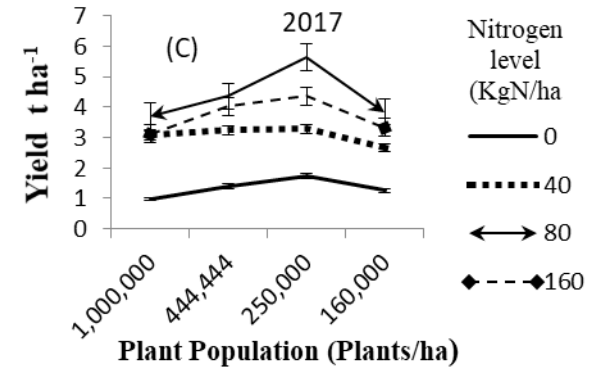 2017
(C)
7
6
5
4
3
2
1
0
Yield t ha-1
1,000,000
444,444
250,000
160,000
Plant Population (Plants/ha)
Nitrogen
level
(KgN/ha
0
40
80
160